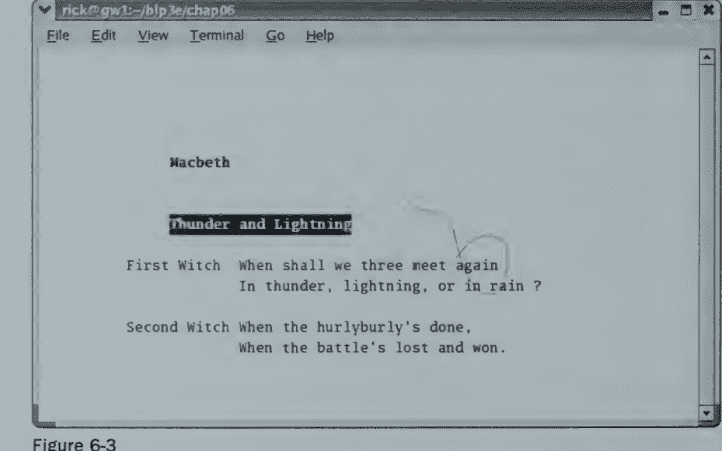 rick@gw1:~/blp3e/chap06
File Edit View Terminal Go Help
Macbeth
Thunder and Lightning
First Witch When shall we three meet again
In thunder, lightning, or in rain ?
Second Witch When the hurlyburly's done,
When the battle's lost and won.
Figure 6-3